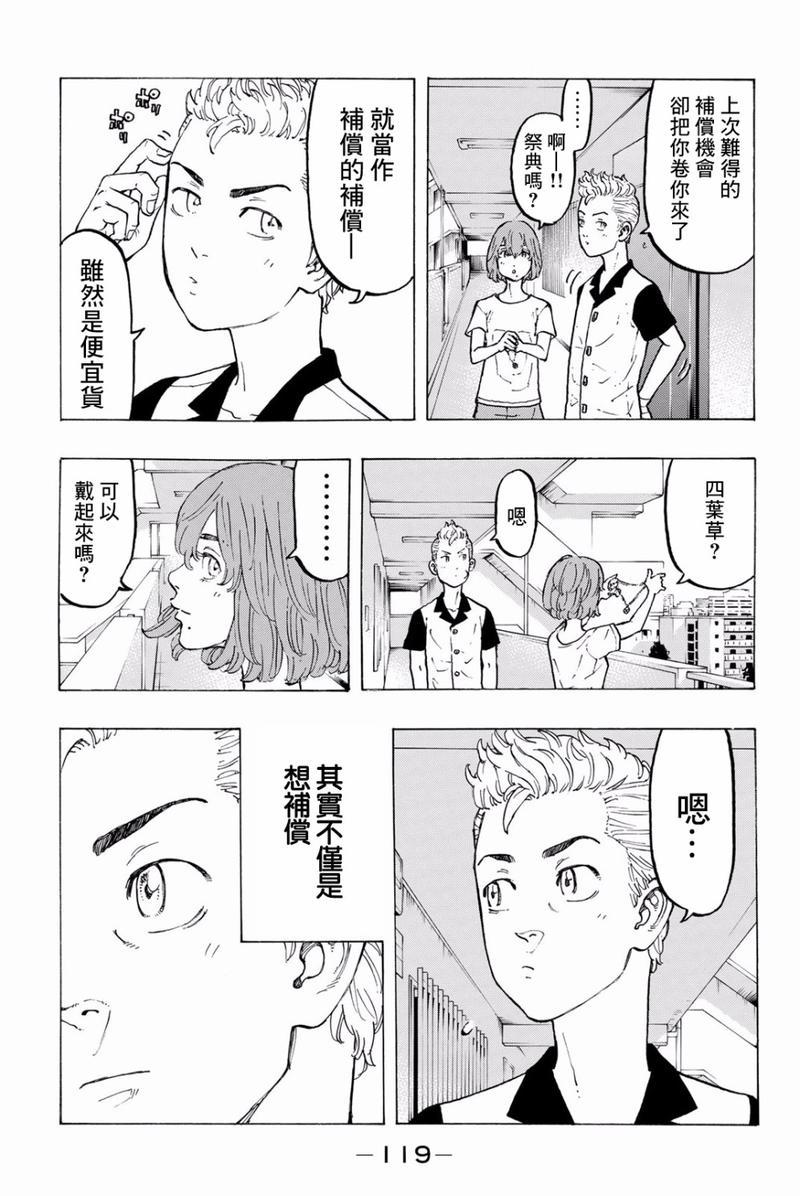 上次難得的
補償機會
卻把你卷你來了
……
啊—!!
祭典嗎?
就當作
補償的補償—
ポリ
ポリ
雖然是便宜貨
四葉草?
嗯
………
可以
戴起來嗎?
嗯…
其實不僅是
想補償
—119—